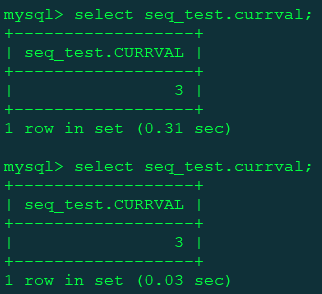 mysql> select seq_test.currval;
+------------------+
| seq_test.CURRVAL |
+------------------+
|                3 |
+------------------+
1 row in set (0.31 sec)
mysql> select seq_test.currval;
+------------------+
| seq_test.CURRVAL |
+------------------+
|                3 |
+------------------+
1 row in set (0.03 sec)